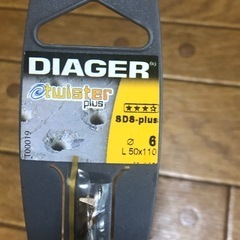 DIAGER
twister
plus
SDS-plus
Ø 6
L 50x110
T00019